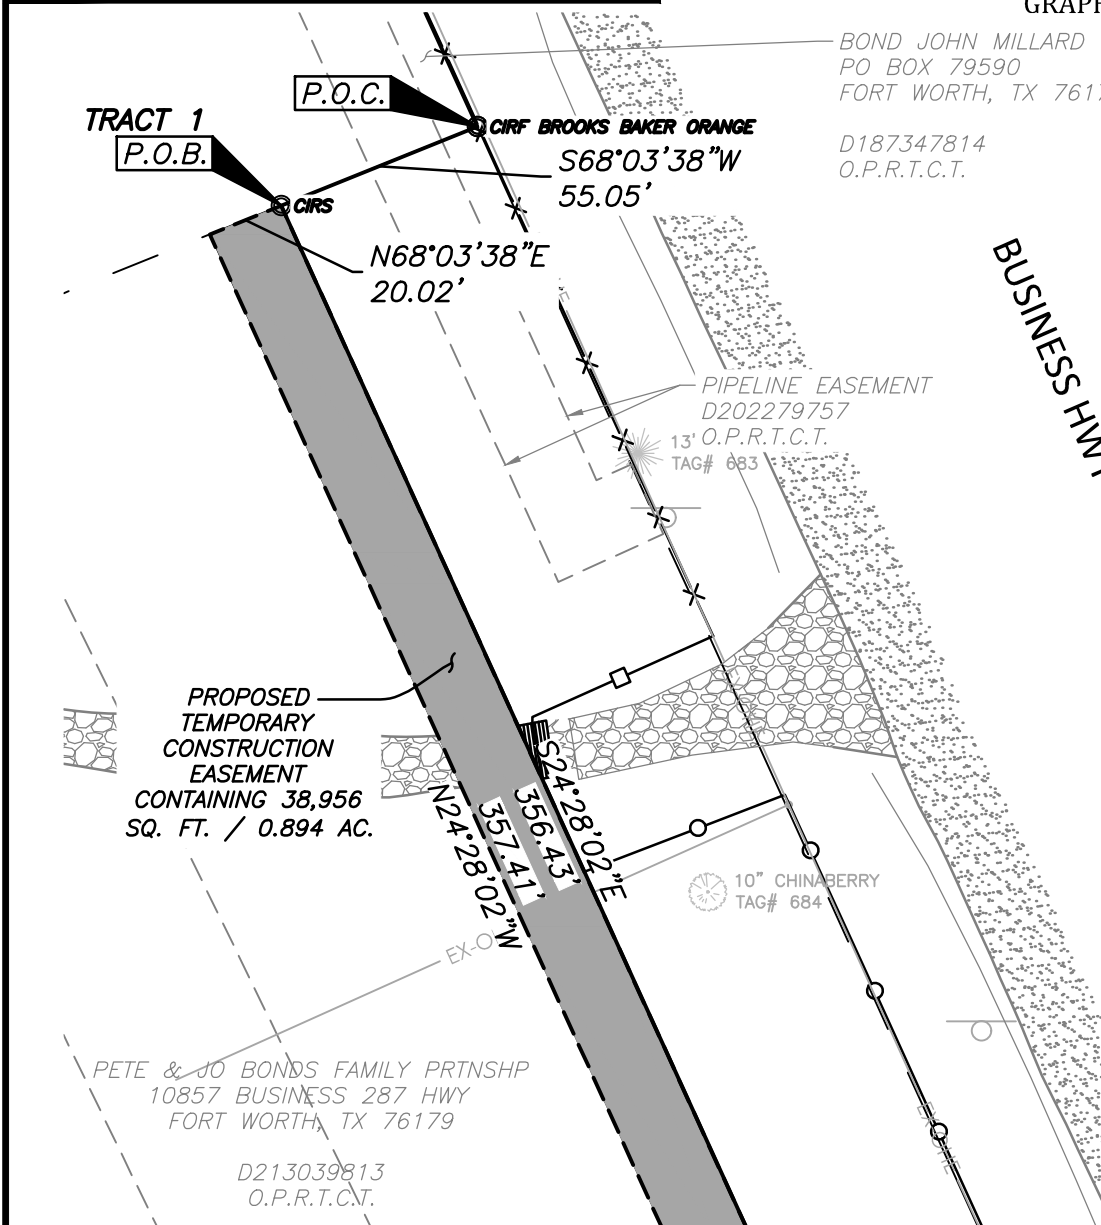 GRAPH
BOND JOHN MILLARD
PO BOX 79590
FORT WORTH, TX 7617
D187347814
O.P.R.T.C.T.
P.O.C.
TRACT 1
P.O.B.
CIRF BROOKS BAKER ORANGE
S68°03'38"W
55.05'
CIRS
N68°03'38"E
20.02'
BUSINESS HWY
PIPELINE EASEMENT
D202279757
O.P.R.T.C.T.
13'
TAG# 683
PROPOSED
TEMPORARY
CONSTRUCTION
EASEMENT
CONTAINING 38,956
SQ. FT. / 0.894 AC.
S24°28'02"E
356.43'
357.41'
N24°28'02"W
10" CHINABERRY
TAG# 684
EX-O
PETE & JO BONDS FAMILY PRTNSHP
10857 BUSINESS 287 HWY
FORT WORTH, TX 76179
D213039813
O.P.R.T.C.T.